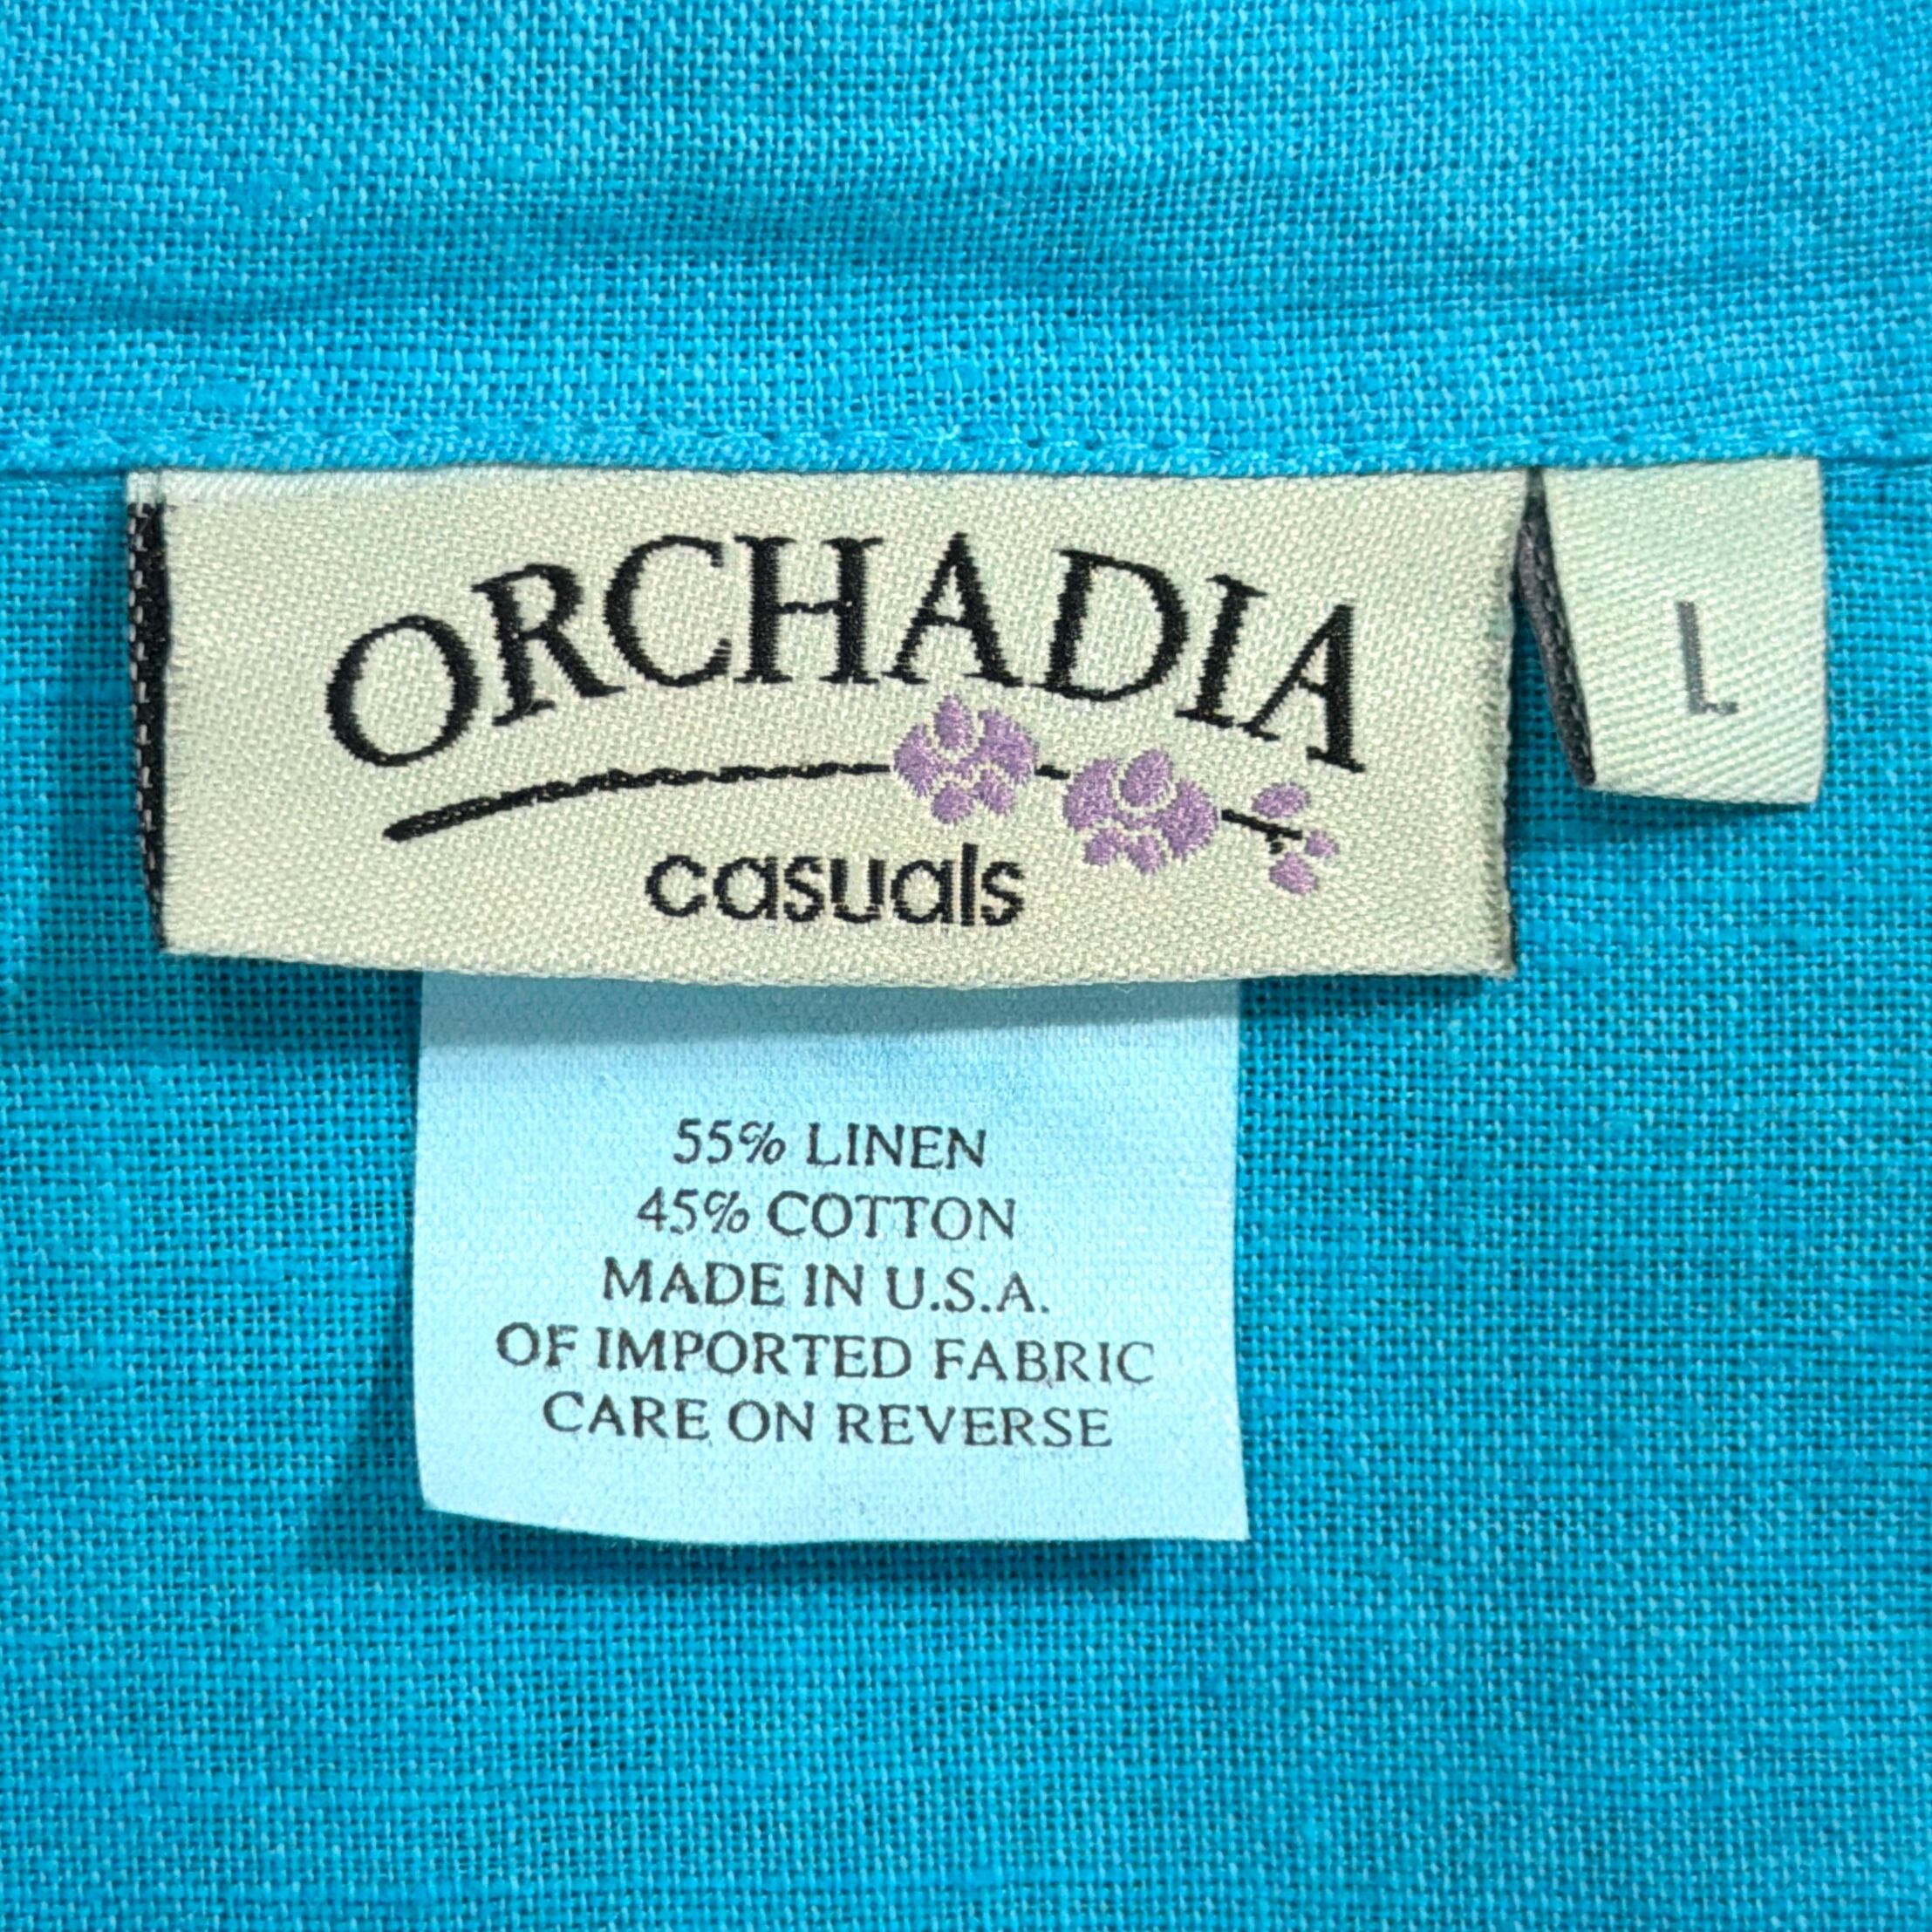 ORCHADIA
casuals
L
55% LINEN
45% COTTON
MADE IN U.S.A.
OF IMPORTED FABRIC
CARE ON REVERSE